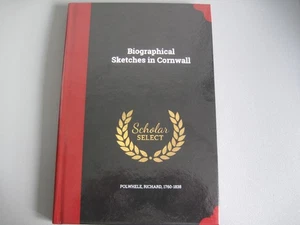 Biographical
Sketches in Cornwall
Scholar
SELECT
POLWHELE, RICHARD, 1760-1838